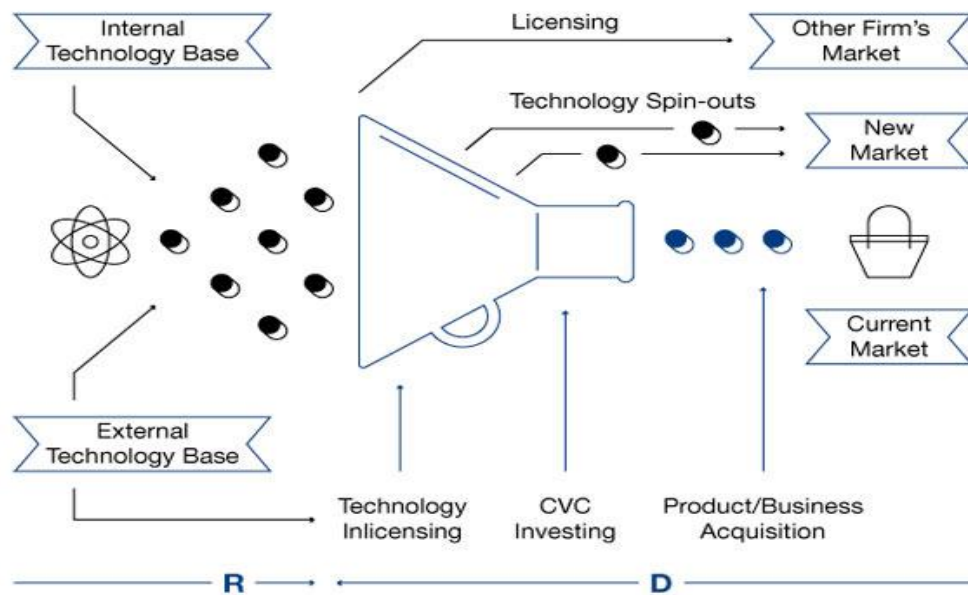 Internal
Technology Base
Licensing
Other Firm's
Market
Technology Spin-outs
New
Market
Current
Market
External
Technology Base
Technology
Inlicensing
CVC
Investing
Product/Business
Acquisition
R
D